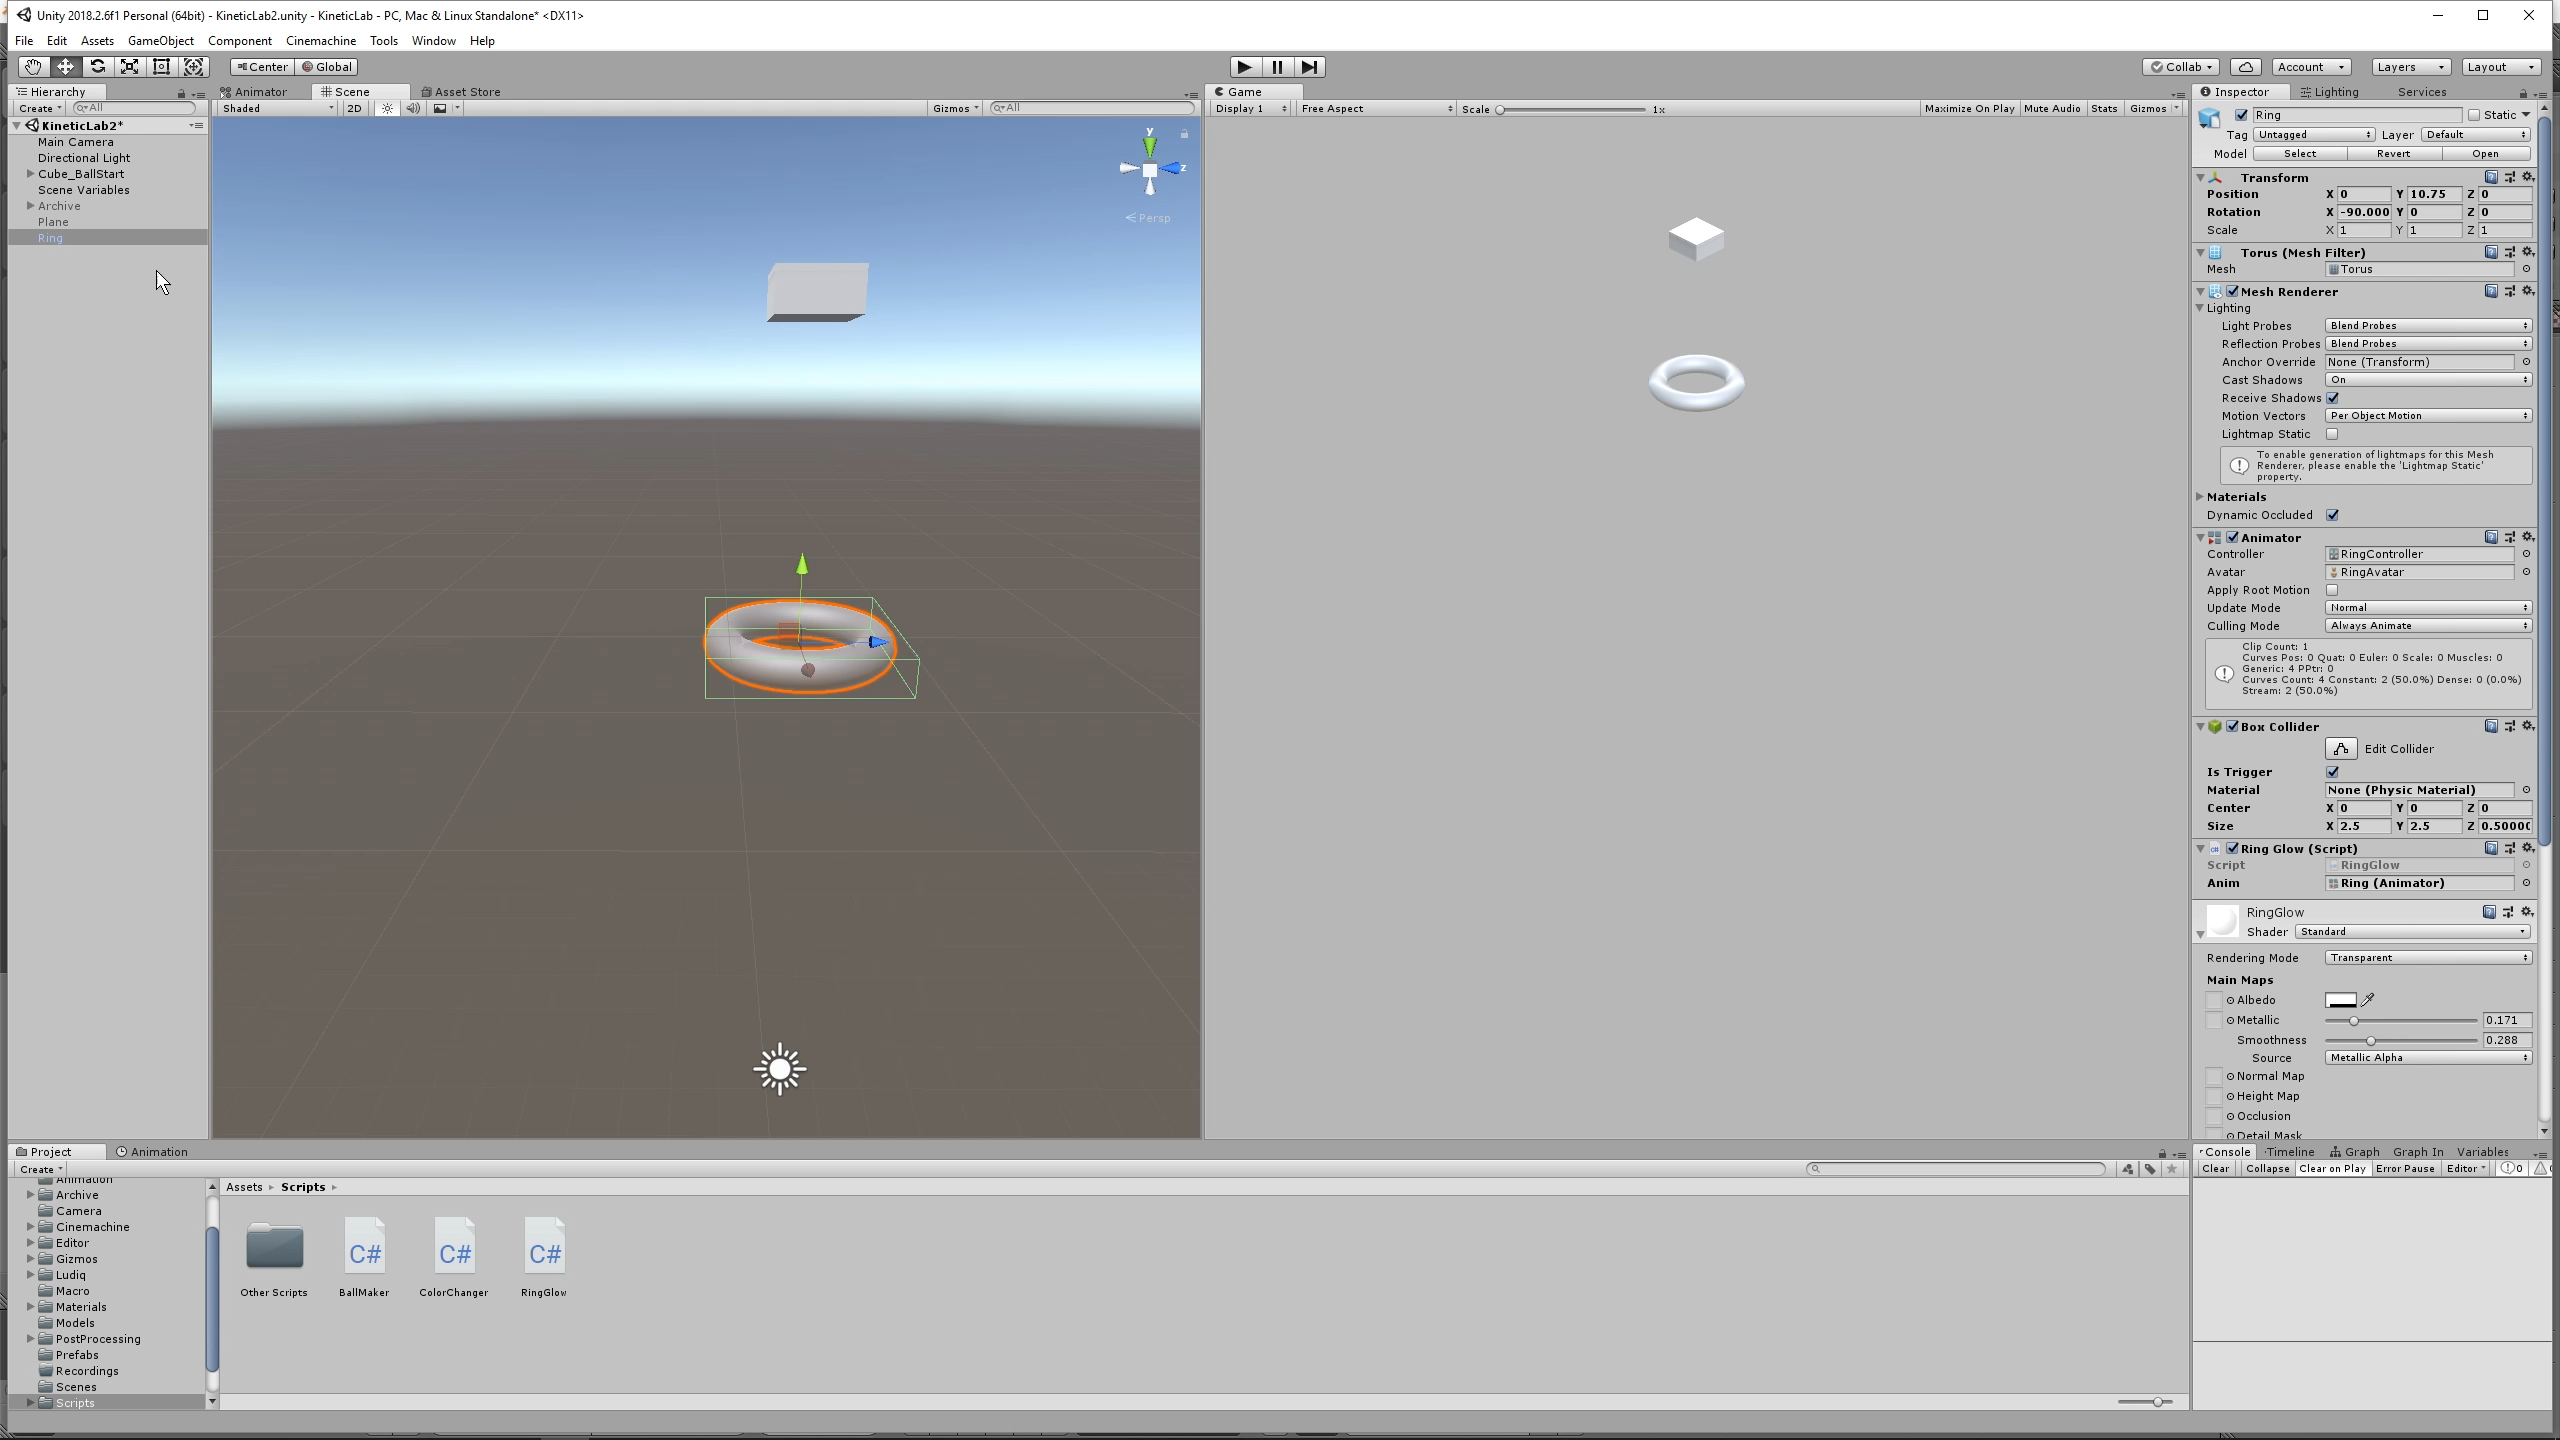 Unity 2018.2.6f1 Personal (64bit) - KineticLab2.unity - KineticLab - PC, Mac & Linux Standalone* <DX11>
File Edit Assets GameObject Component Cinemachine Tools Window Help
Center Global Collab Account Layers Layout
Hierarchy
Create All
KineticLab2*
Main Camera
Directional Light
Cube_BallStart
Scene Variables
Archive
Plane
Ring
Animator Scene Asset Store
Shaded 2D Gizmos All
y
z
Persp
Game
Display 1 Free Aspect Scale 1x Maximize On Play Mute Audio Stats Gizmos
Inspector Lighting Services
Ring Static
Tag Untagged Layer Default
Model Select Revert Open
Transform
Position X 0 Y 10.75 Z 0
Rotation X -90.000 Y 0 Z 0
Scale X 1 Y 1 Z 1
Torus (Mesh Filter)
Mesh Torus
Mesh Renderer
Lighting
Light Probes Blend Probes
Reflection Probes Blend Probes
Anchor Override None (Transform)
Cast Shadows On
Receive Shadows
Motion Vectors Per Object Motion
Lightmap Static
To enable generation of lightmaps for this Mesh
Renderer, please enable the 'Lightmap Static'
property.
Materials
Dynamic Occluded
Animator
Controller RingController
Avatar RingAvatar
Apply Root Motion
Update Mode Normal
Culling Mode Always Animate
Clip Count: 1
Curves Pos: 0 Quat: 0 Euler: 0 Scale: 0 Muscles: 0
Generic: 4 PPtr: 0
Curves Count: 4 Constant: 2 (50.0%) Dense: 0 (0.0%)
Stream: 2 (50.0%)
Box Collider
Edit Collider
Is Trigger
Material None (Physic Material)
Center X 0 Y 0 Z 0
Size X 2.5 Y 2.5 Z 0.5000
Ring Glow (Script)
Script RingGlow
Anim Ring (Animator)
RingGlow
Shader Standard
Rendering Mode Transparent
Main Maps
Albedo
Metallic 0.171
Smoothness 0.288
Source Metallic Alpha
Normal Map
Height Map
Occlusion
Detail Mask
Project Animation
Create
Animation
Archive
Camera
Cinemachine
Editor
Gizmos
Ludiq
Macro
Materials
Models
PostProcessing
Prefabs
Recordings
Scenes
Scripts
Assets Scripts
C# C# C#
Other Scripts BallMaker ColorChanger RingGlow
Console Timeline Graph Graph In Variables
Clear Collapse Clear on Play Error Pause Editor 0